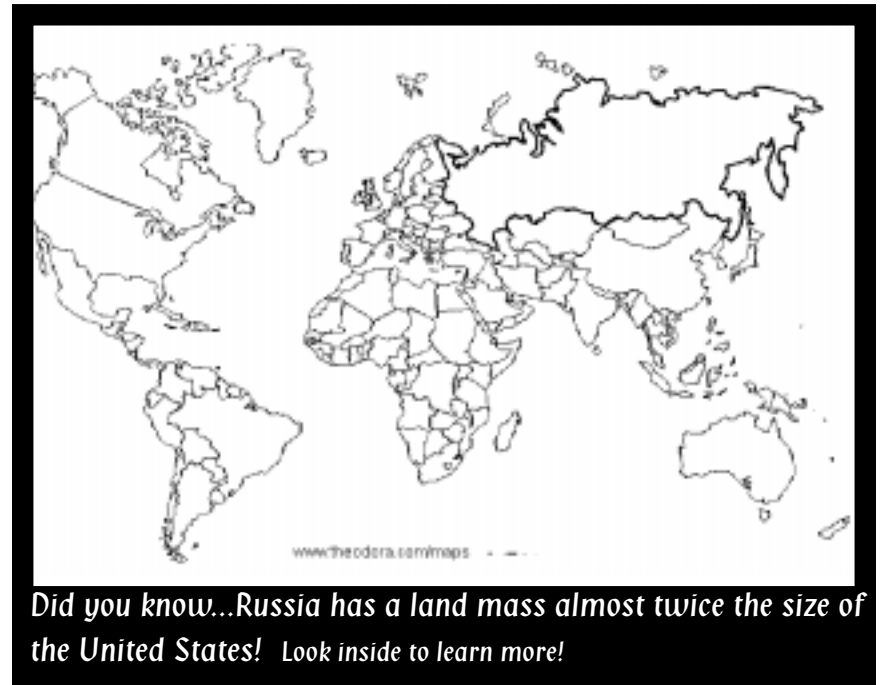 www.theodora.com/maps
Did you know...Russia has a land mass almost twice the size of
the United States! Look inside to learn more!